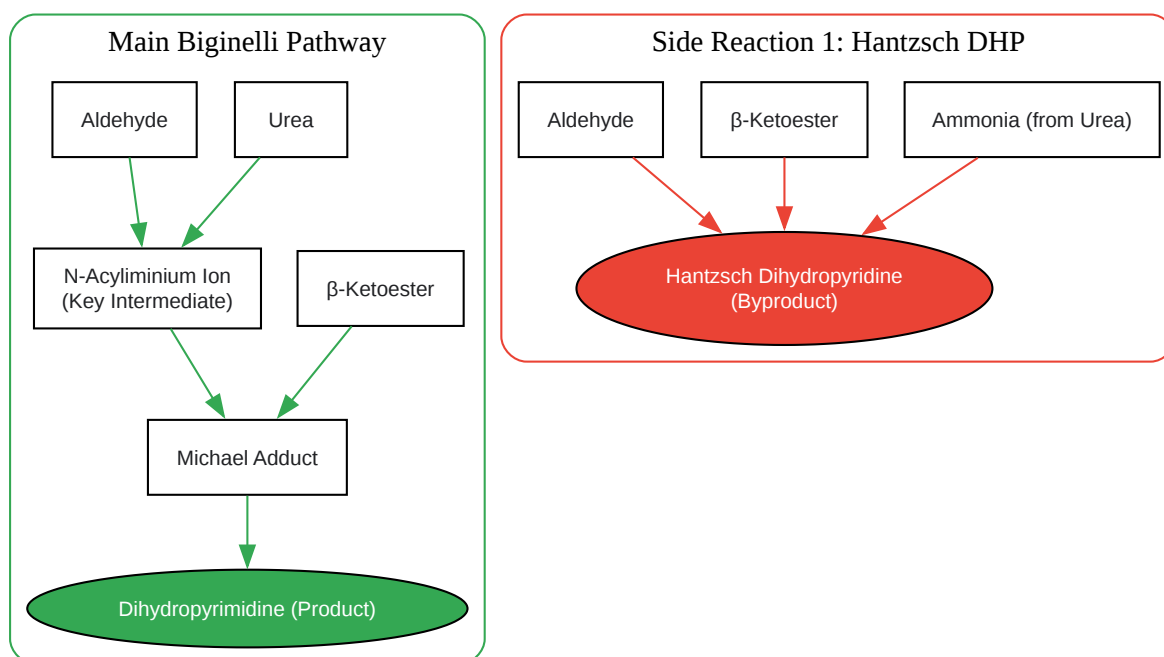 Main Biginelli Pathway
Aldehyde
Urea
N-Acyliminium Ion
(Key Intermediate)
β-Ketoester
Michael Adduct
Dihydropyrimidine (Product)
Side Reaction 1: Hantzsch DHP
Aldehyde
β-Ketoester
Ammonia (from Urea)
Hantzsch Dihydropyridine
(Byproduct)